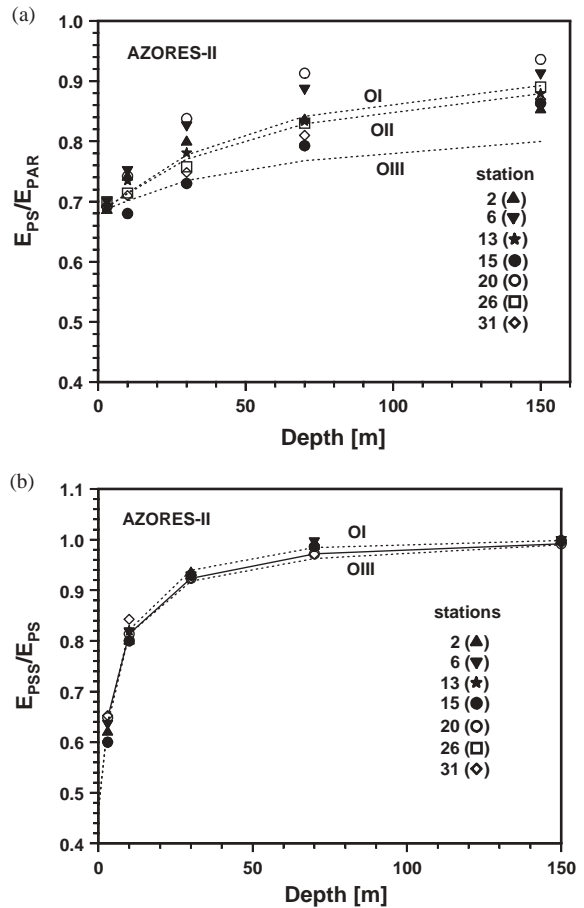 (a)
AZORES-II
1.0
0.9
0.8
0.7
0.6
0.5
0.4
E_PS/E_PAR
OI
OII
OIII
station
2 (▲)
6 (▼)
13 (★)
15 (●)
20 (○)
26 (□)
31 (◇)
0 50 100 150
Depth [m]
(b)
AZORES-II
1.1
1.0
0.9
0.8
0.7
0.6
0.5
0.4
E_PSS/E_PS
OI
OIII
stations
2 (▲)
6 (▼)
13 (★)
15 (●)
20 (○)
26 (□)
31 (◇)
0 50 100 150
Depth [m]